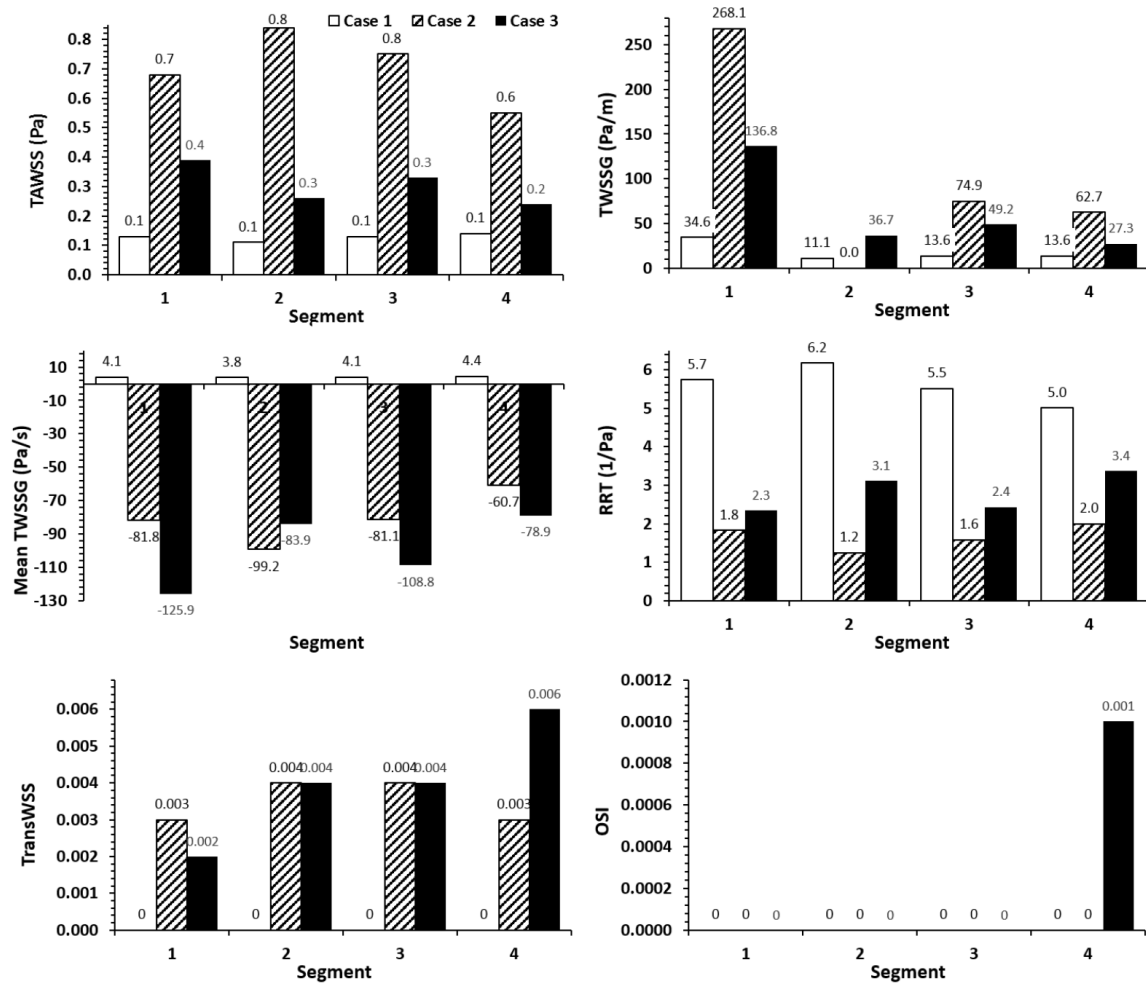 Case 1 Case 2 Case 3
TAWSS (Pa)
0.8
0.7
0.6
0.5
0.4
0.3
0.2
0.1
0.0
0.1 0.7 0.4
0.1 0.8 0.3
0.1 0.8 0.3
0.1 0.6 0.2
1 2 3 4
Segment
TWSSG (Pa/m)
250
200
150
100
50
0
34.6 268.1 136.8
11.1 0.0 36.7
13.6 74.9 49.2
13.6 62.7 27.3
1 2 3 4
Segment
Mean TWSSG (Pa/s)
10
-10
-30
-50
-70
-90
-110
-130
4.1 -81.8 -125.9
3.8 -99.2 -83.9
4.1 -81.1 -108.8
4.4 -60.7 -78.9
1 2 3 4
Segment
RRT (1/Pa)
6
5
4
3
2
1
0
5.7 1.8 2.3
6.2 1.2 3.1
5.5 1.6 2.4
5.0 2.0 3.4
1 2 3 4
Segment
TransWSS
0.006
0.005
0.004
0.003
0.002
0.001
0.000
0 0.003 0.002
0 0.004 0.004
0 0.004 0.004
0 0.003 0.006
1 2 3 4
Segment
OSI
0.0012
0.0010
0.0008
0.0006
0.0004
0.0002
0.0000
0 0 0
0 0 0
0 0 0
0 0 0.001
1 2 3 4
Segment